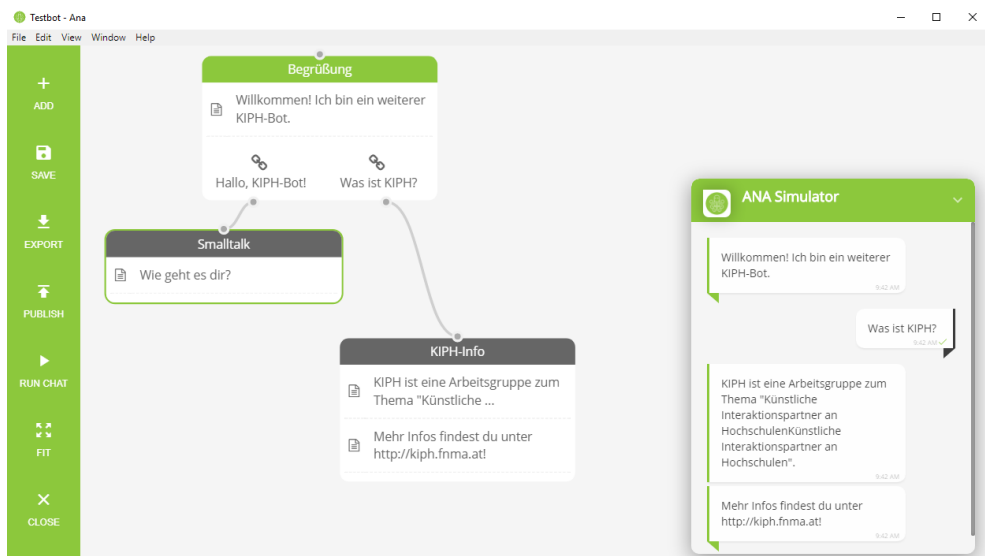 Testbot - Ana
File Edit View Window Help
ADD
SAVE
EXPORT
PUBLISH
RUN CHAT
FIT
CLOSE
Begrüßung
Willkommen! Ich bin ein weiterer
KIPH-Bot.
Hallo, KIPH-Bot!
Was ist KIPH?
Smalltalk
Wie geht es dir?
KIPH-Info
KIPH ist eine Arbeitsgruppe zum
Thema "Künstliche ...
Mehr Infos findest du unter
http://kiph.fnma.at!
ANA Simulator
Willkommen! Ich bin ein weiterer
KIPH-Bot.
9:42 AM
Was ist KIPH?
9:42 AM
KIPH ist eine Arbeitsgruppe zum
Thema "Künstliche
Interaktionspartner an
HochschulenKünstliche
Interaktionspartner an
Hochschulen".
9:42 AM
Mehr Infos findest du unter
http://kiph.fnma.at!
9:42 AM